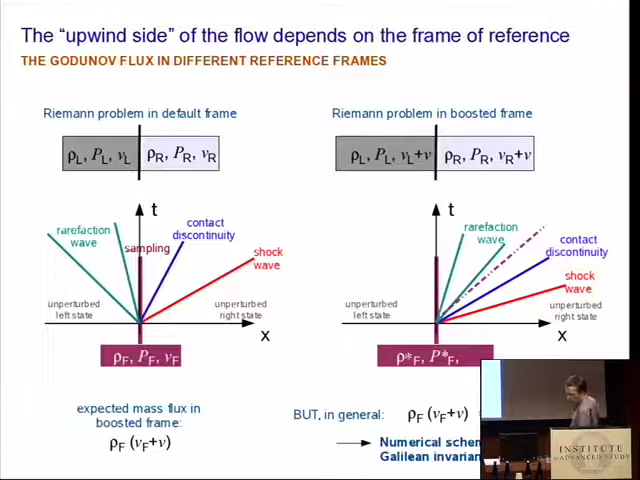 The "upwind side" of the flow depends on the frame of reference
THE GODUNOV FLUX IN DIFFERENT REFERENCE FRAMES
Riemann problem in default frame
ρL, PL, vL
ρR, PR, vR
t
rarefaction
wave
sampling
contact
discontinuity
shock
wave
unperturbed
left state
unperturbed
right state
x
ρF, PF, vF
expected mass flux in
boosted frame:
ρF (vF+v)
Riemann problem in boosted frame
ρL, PL, vL+v
ρR, PR, vR+v
t
rarefaction
wave
contact
discontinuity
shock
wave
unperturbed
left state
unperturbed
right state
x
ρ*F, P*F,
BUT, in general: ρF (vF+v)
Numerical schem
Galilean invarian
INSTITUTE
ADVANCED STUDY